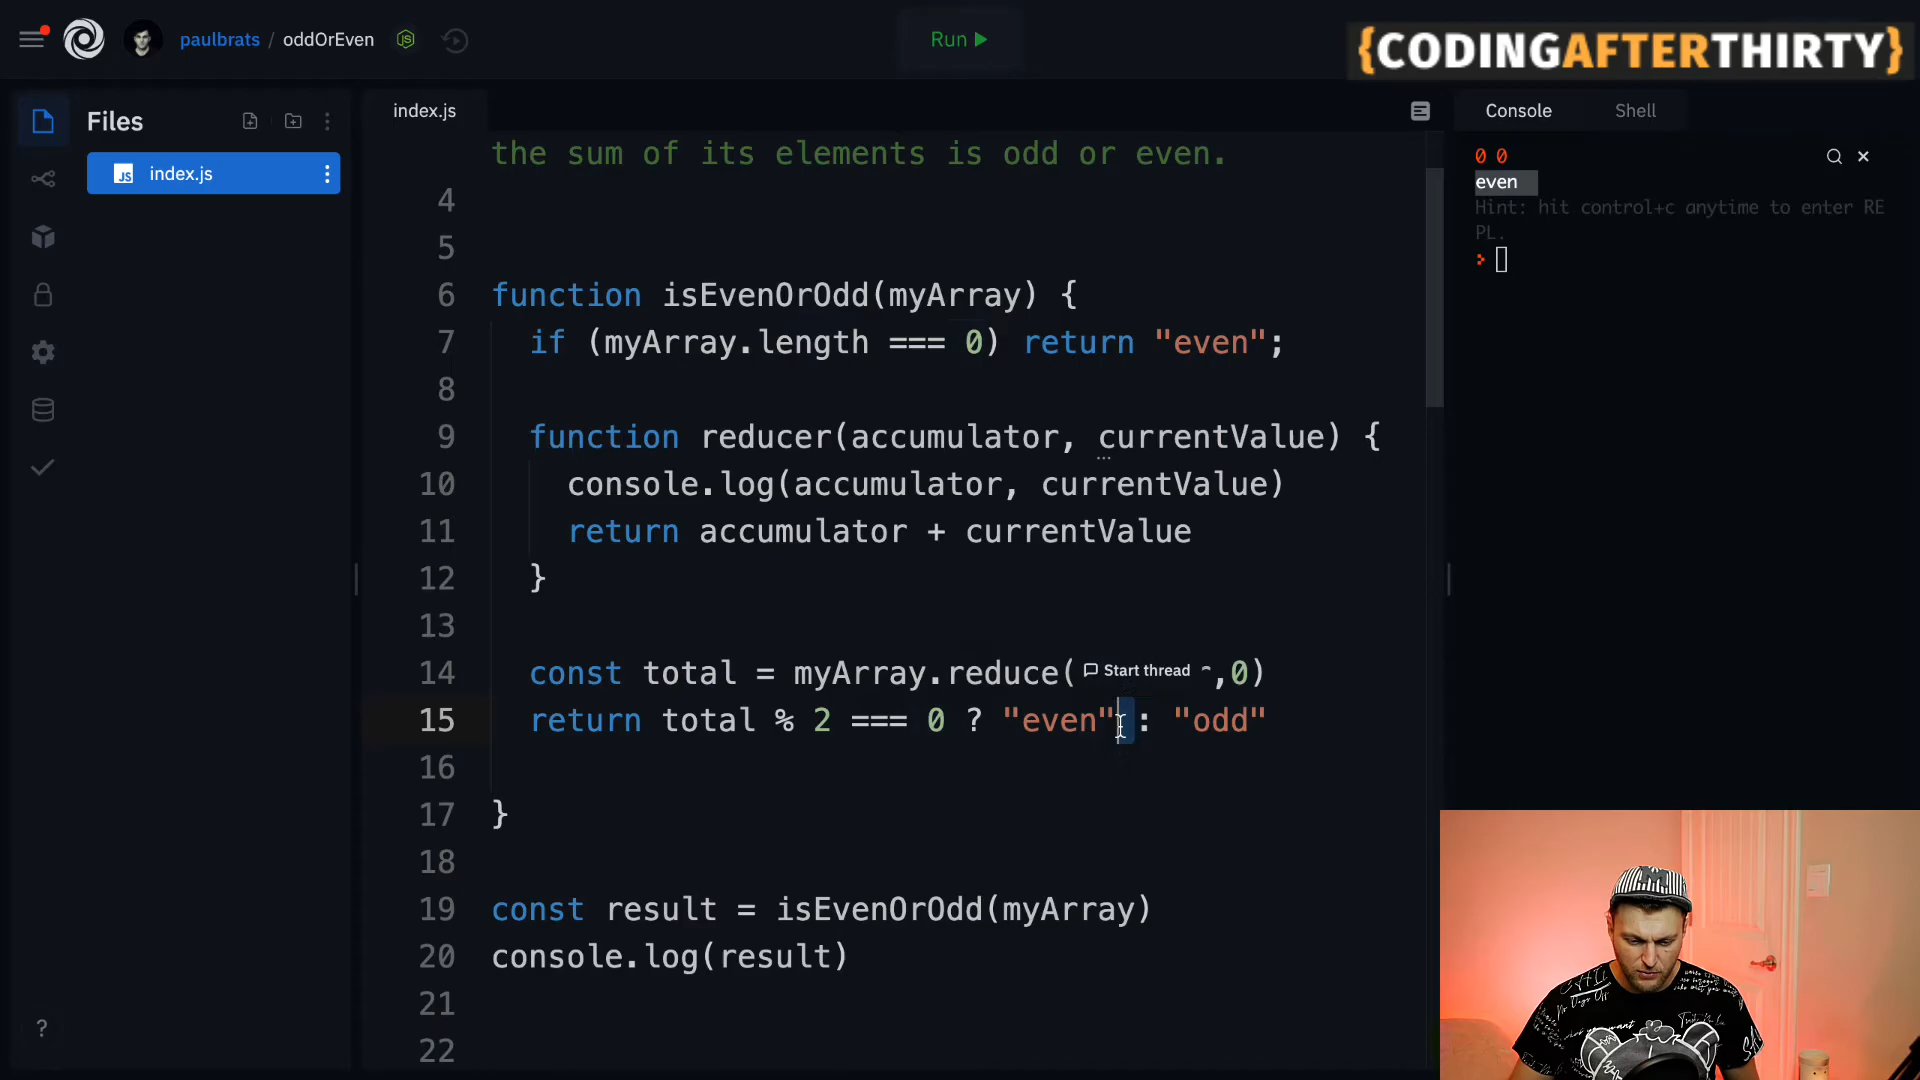 paulbrats / oddOrEven
Run
{CODINGAFTERTHIRTY}
Files
index.js
JS index.js
Console
Shell
the sum of its elements is odd or even.
4
5
6 function isEvenOrOdd(myArray) {
7 if (myArray.length === 0) return "even";
8
9 function reducer(accumulator, currentValue) {
10 console.log(accumulator, currentValue)
11 return accumulator + currentValue
12 }
13
14 const total = myArray.reduce( Start thread ,0)
15 return total % 2 === 0 ? "even" : "odd"
16
17 }
18
19 const result = isEvenOrOdd(myArray)
20 console.log(result)
21
22
0 0
even
Hint: hit control+c anytime to enter RE
PL.
>
?